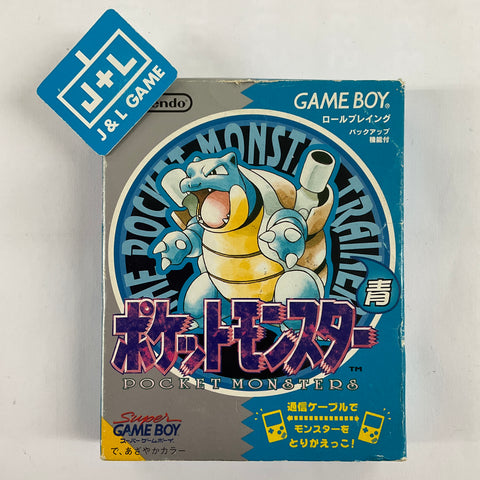 J+L
J & L GAME
GAME BOY®
ロールプレイング
バックアップ
機能付
THE POCKET MONSTER TRAINER
青
ポケットモンスター
TM
POCKET MONSTERS
Super
GAME BOY
スーパーゲームボーイ
で、あざやかカラー
通信ケーブルで
モンスターを
とりかえっこ!